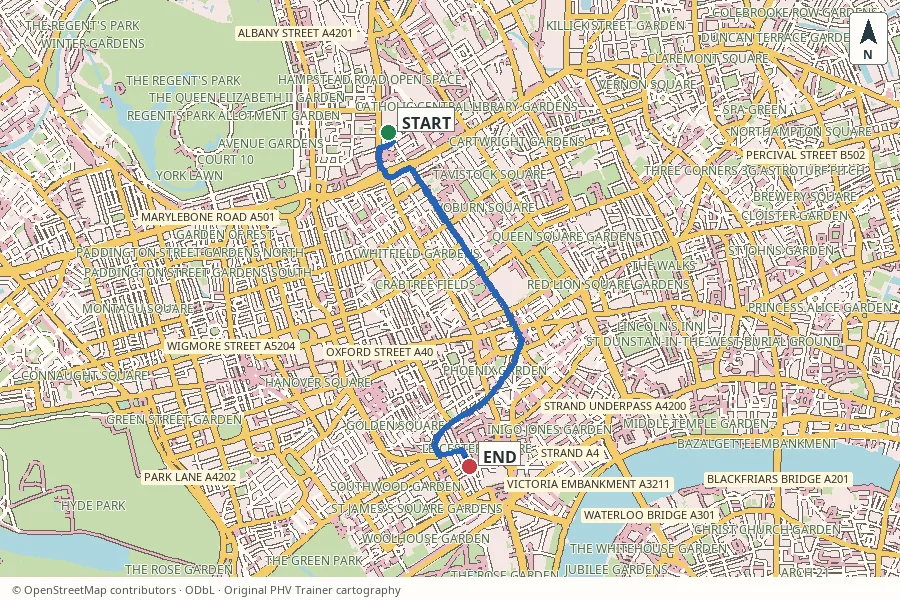 THE REGENT'S PARK
WINTER GARDENS
ALBANY STREET A4201
KILLICK STREET GARDEN
COLEBROOKE ROW GARDENS
DUNCAN TERRACE GARDE
CLAREMONT SQUARE
N
THE REGENT'S PARK
HAMPSTEAD ROAD OPEN SPACE
VERNON SQUARE
THE QUEEN ELIZABETH II GARDEN
CATHOLIC CENTRAL LIBRARY GARDENS
SPA GREEN
REGENT'S PARK ALLOTMENT GARDEN
START
NORTHAMPTON SQUARE
AVENUE GARDENS
CARTWRIGHT GARDENS
COURT 10
PERCIVAL STREET B502
YORK LAWN
TAVISTOCK SQUARE
THREE CORNERS 3G ASTROTURF PITCH
BREWERY SQUARE
MARYLEBONE ROAD A501
OBURN SQUARE
CLOISTER GARDEN
GARDEN OF REST
QUEEN SQUARE GARDENS
PADDINGTON STREET GARDENS NORTH
WHITFIELD GARDENS
ST JOHNS GARDEN
PADDINGTON STREET GARDENS SOUTH
THE WALKS
CRABTREE FIELDS
RED LION SQUARE GARDENS
MONTAGU SQUARE
PRINCESS ALICE GARDEN
LINCOLNS INN
WIGMORE STREET A5204
OXFORD STREET A40
ST DUNSTAN-IN-THE-WEST BURIAL GROUND
CONNAUGHT SQUARE
HANOVER SQUARE
PHOENIX GARDEN
GREEN STREET GARDEN
GOLDEN SQUARE
STRAND UNDERPASS A4200
INIGO JONES GARDEN
MIDDLE TEMPLE GARDEN
BAZALGETTE EMBANKMENT
END
STRAND A4
PARK LANE A4202
SOUTHWOOD GARDEN
VICTORIA EMBANKMENT A3211
BLACKFRIARS BRIDGE A201
HYDE PARK
ST JAMES'S SQUARE GARDENS
WATERLOO BRIDGE A301
CHRIST CHURCH GARDEN
WOOLHOUSE GARDEN
THE WHITEHOUSE GARDEN
THE ROSE GARDEN
THE GREEN PARK
THE ROSE GARDEN
JUBILEE GARDENS
ARCH 21
© OpenStreetMap contributors · ODbL · Original PHV Trainer cartography